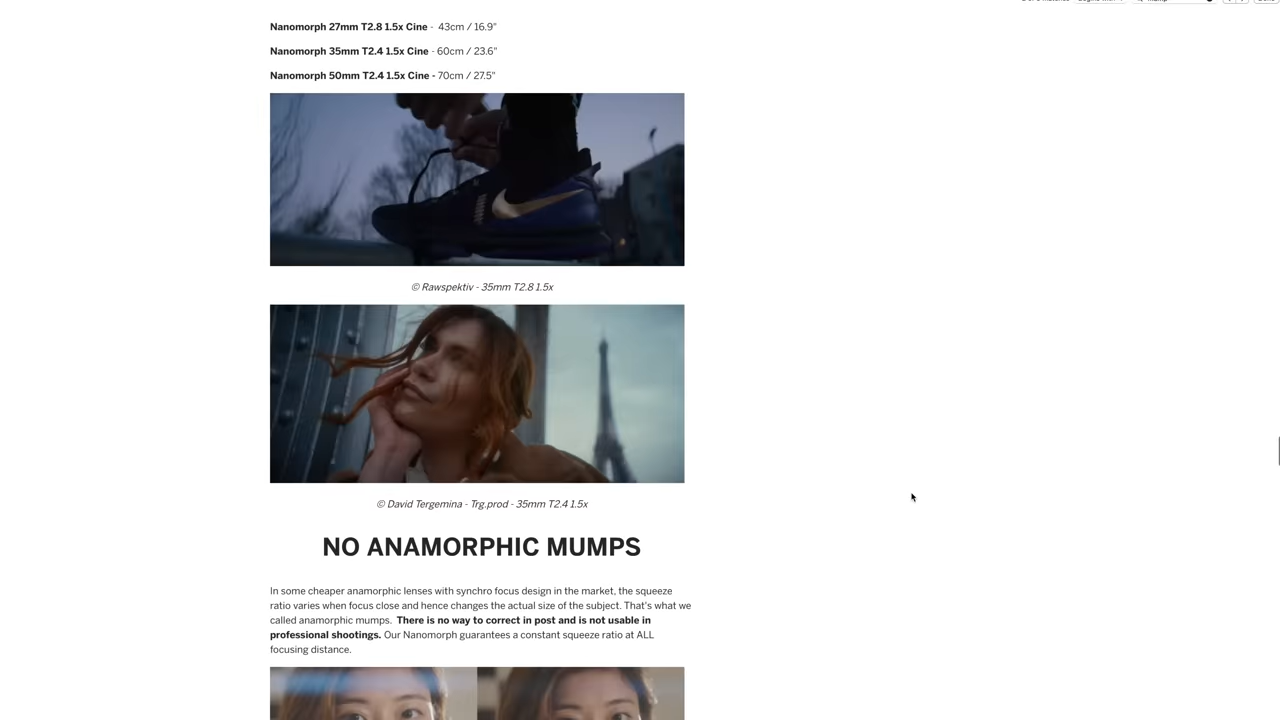 Nanomorph 27mm T2.8 1.5x Cine - 43cm / 16.9"
Nanomorph 35mm T2.4 1.5x Cine - 60cm / 23.6"
Nanomorph 50mm T2.4 1.5x Cine - 70cm / 27.5"
© Rawspektiv - 35mm T2.8 1.5x
© David Tergemina - Trg.prod - 35mm T2.4 1.5x
NO ANAMORPHIC MUMPS
In some cheaper anamorphic lenses with synchro focus design in the market, the squeeze
ratio varies when focus close and hence changes the actual size of the subject. That's what we
called anamorphic mumps. There is no way to correct in post and is not usable in
professional shootings. Our Nanomorph guarantees a constant squeeze ratio at ALL
focusing distance.